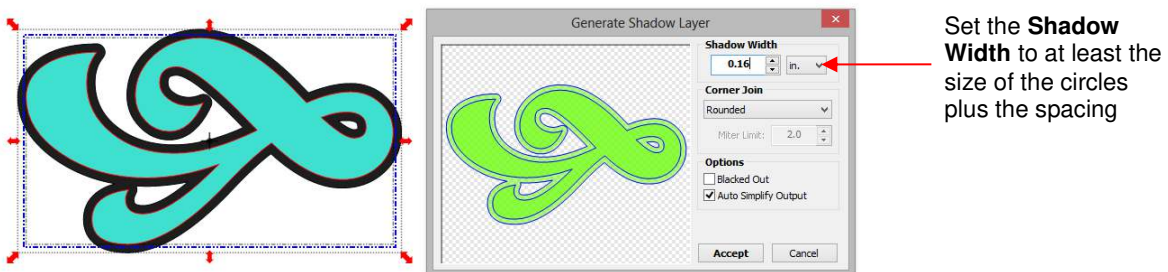 Generate Shadow Layer
Shadow Width
0.16 in.
Corner Join
Rounded
Miter Limit: 2.0
Options
Blacked Out
Auto Simplify Output
Accept Cancel
Set the Shadow
Width to at least the
size of the circles
plus the spacing